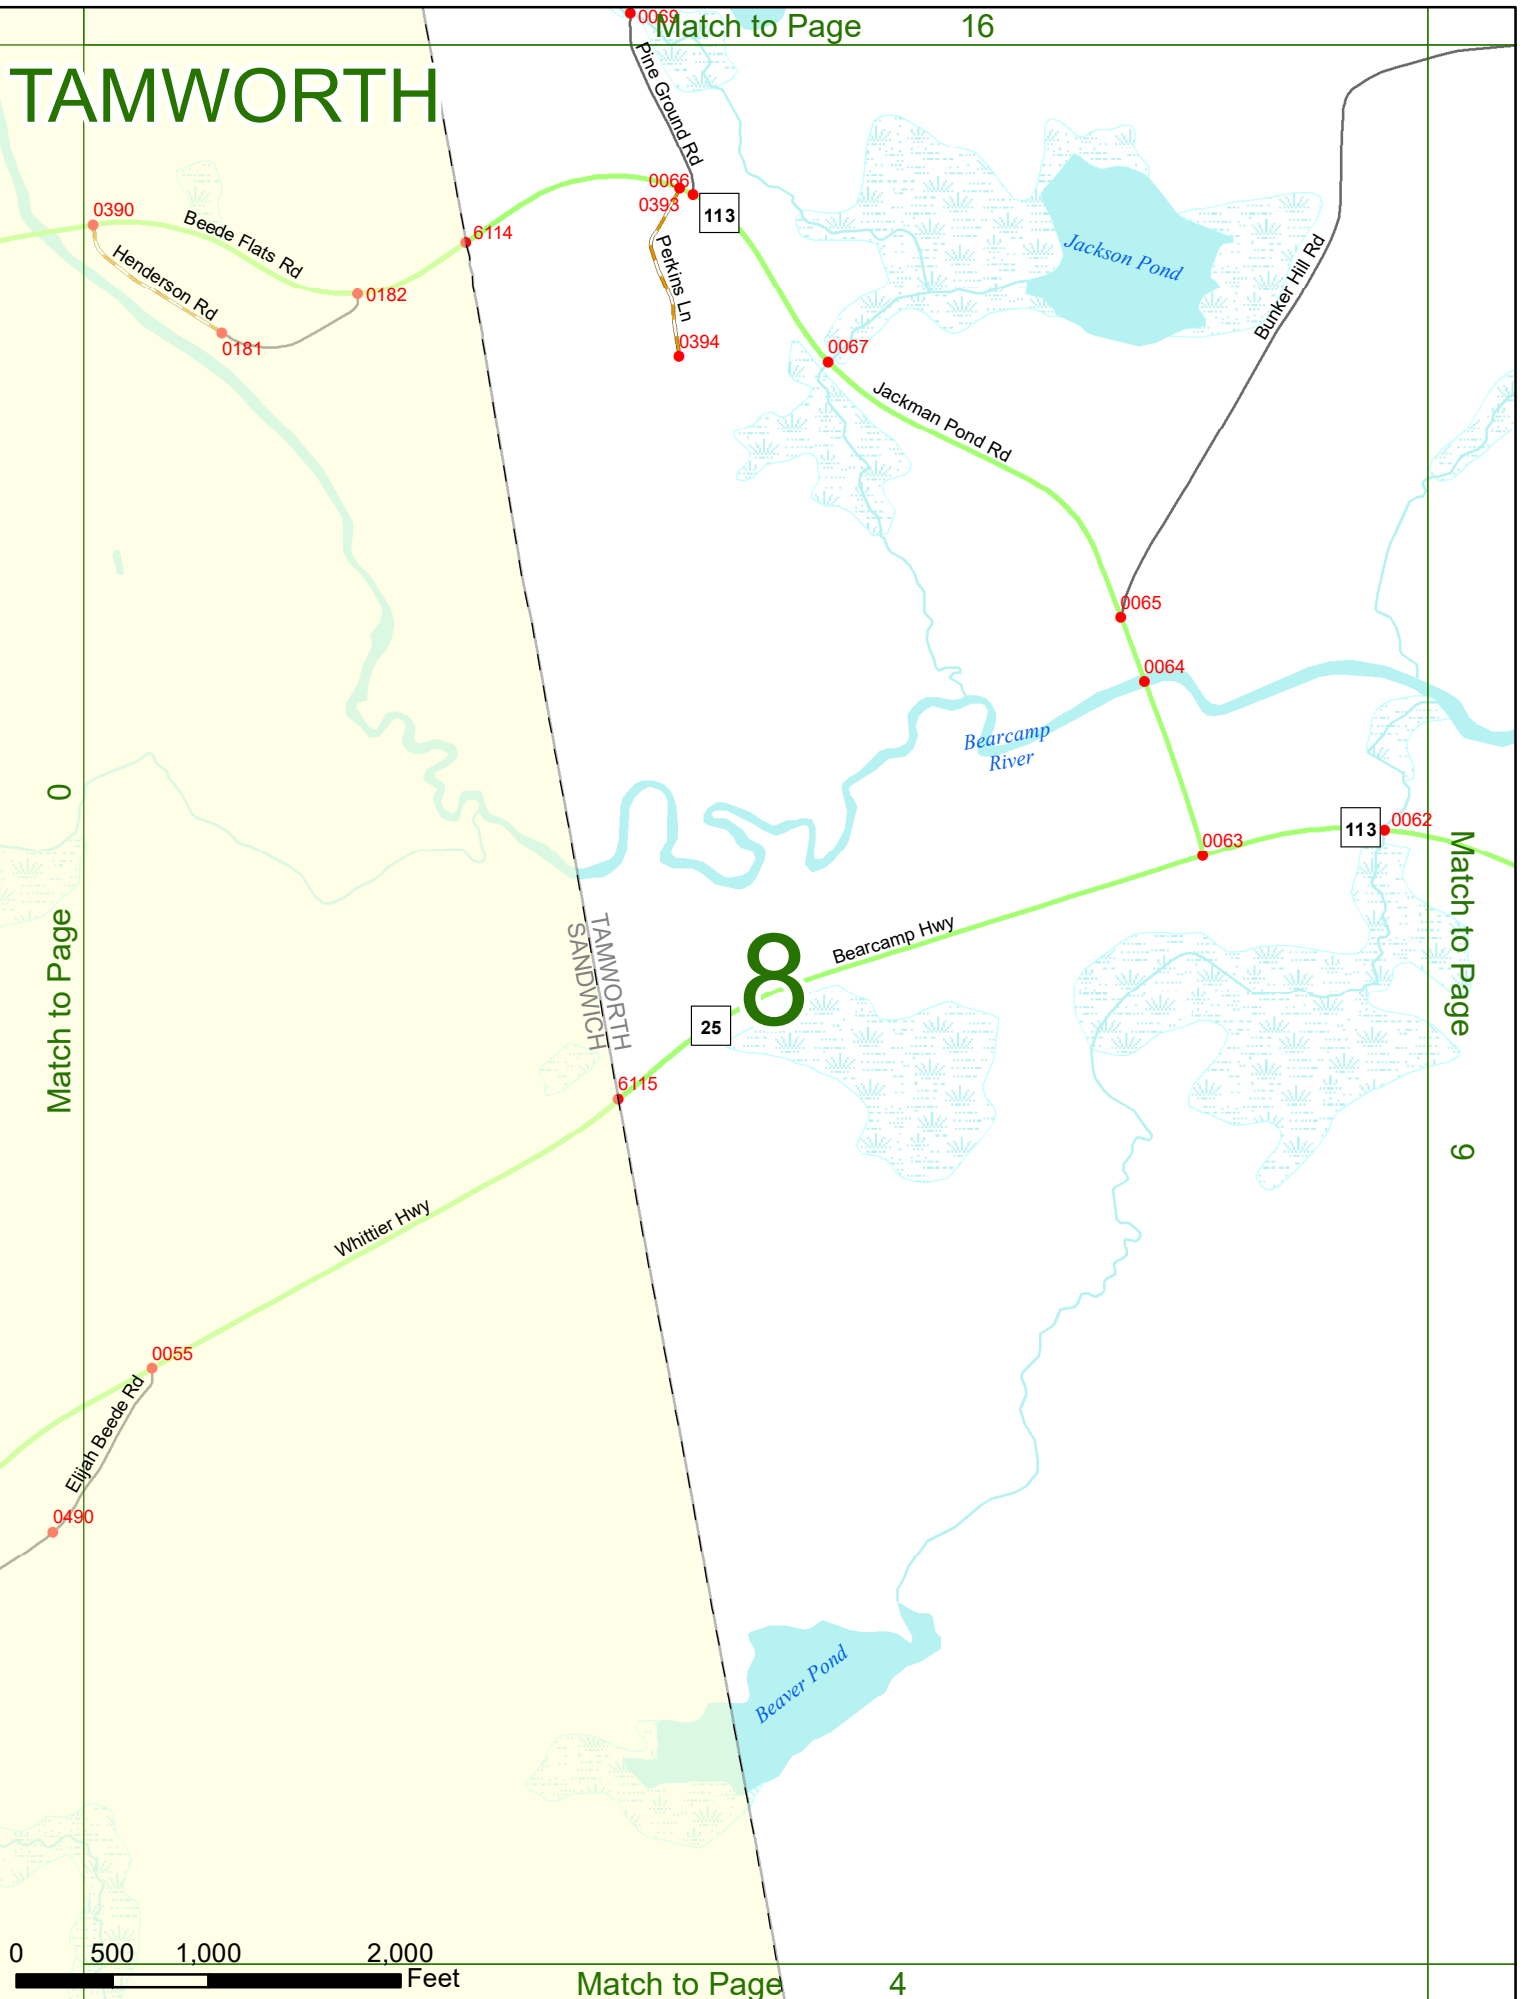 0069
Match to Page 16
TAMWORTH
Pine Ground Rd
0066
0393
113
0390
Beede Flats Rd
6114
Henderson Rd
0182
0181
Perkins Ln
0394
Jackson Pond
Bunker Hill Rd
0067
Jackman Pond Rd
0065
0064
Bearcamp
River
Match to Page 0
113
0062
0063
Match to Page 9
TAMWORTH
SANDWICH
Bearcamp Hwy
8
25
6115
Whittier Hwy
0055
Elijah Beede Rd
0490
Beaver Pond
0 500 1,000 2,000
Feet
Match to Page 4